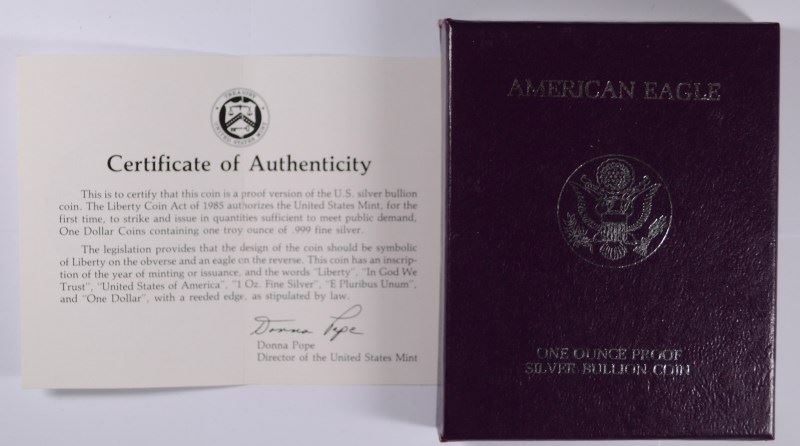 TREASURY
UNITED STATES MINT
Certificate of Authenticity
This is to certify that this coin is a proof version of the U.S. silver bullion
coin. The Liberty Coin Act of 1985 authorizes the United States Mint, for the
first time, to strike and issue in quantities sufficient to meet public demand,
One Dollar Coins containing one troy ounce of .999 fine silver.
The legislation provides that the design of the coin should be symbolic
of Liberty on the obverse and an eagle on the reverse. This coin has an inscrip-
tion of the year of minting or issuance, and the words "Liberty", "In God We
Trust", "United States of America", "1 Oz. Fine Silver", "E Pluribus Unum",
and "One Dollar", with a reeded edge, as stipulated by law.
Donna Pope
Donna Pope
Director of the United States Mint
AMERICAN EAGLE
ONE OUNCE PROOF
SILVER BULLION COIN